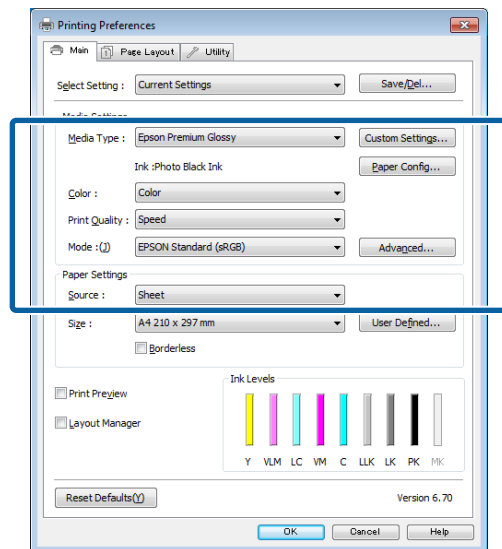 Printing Preferences
Main Page Layout Utility
Select Setting : Current Settings Save/Del...
Media Settings
Media Type : Epson Premium Glossy Custom Settings...
Ink :Photo Black Ink Paper Config...
Color : Color
Print Quality : Speed
Mode :(J) EPSON Standard (sRGB) Advanced...
Paper Settings
Source : Sheet
Size : A4 210 x 297 mm User Defined...
Borderless
Ink Levels
Print Preview
Layout Manager
Y VLM LC VM C LLK LK PK MK
Reset Defaults(Y) Version 6.70
OK Cancel Help